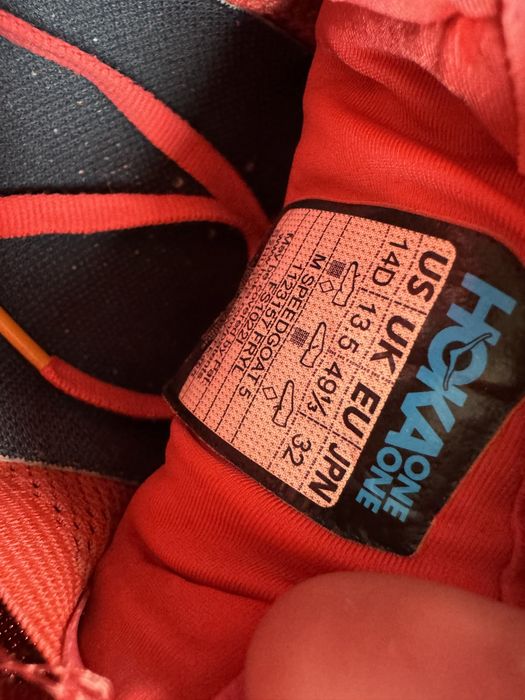 HOKA
ONE
ONE
US UK EU JPN
14D 13.5 49⅓ 32
M SPEEDGOAT 5
1123157 FRYL